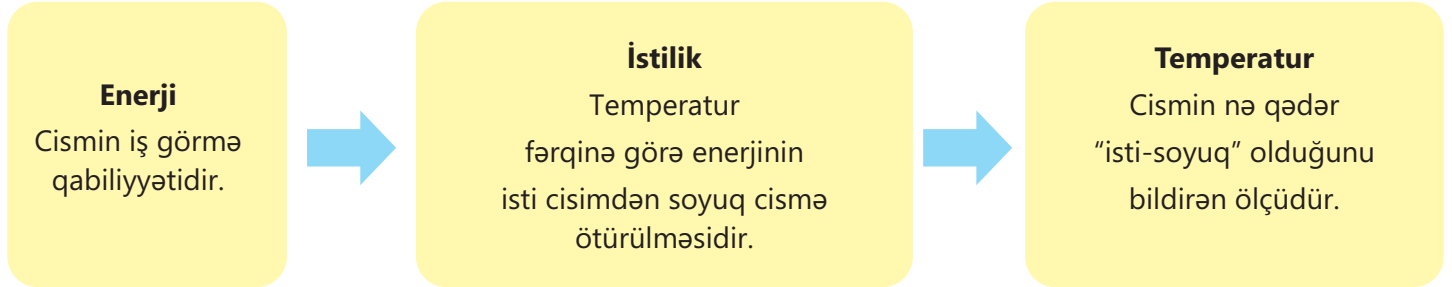 Enerji
Cismin iş görmə
qabiliyyətidir.
İstilik
Temperatur
fərqinə görə enerjinin
isti cisimdən soyuq cismə
ötürülməsidir.
Temperatur
Cismin nə qədər
“isti-soyuq” olduğunu
bildirən ölçüdür.